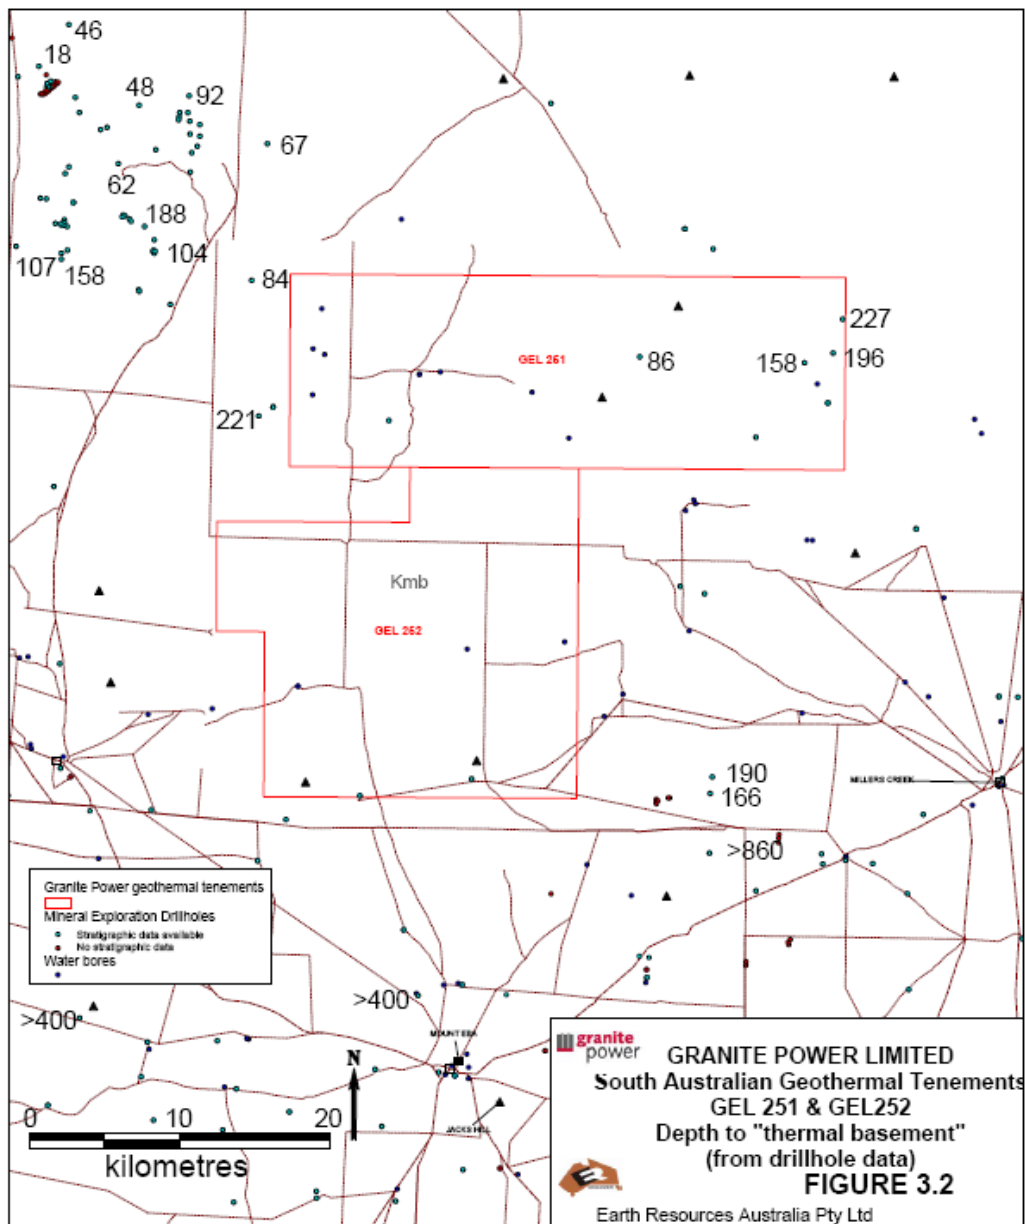 46
18
48
92
67
62
188
107
158
104
84
227
GEL 251
86
158
196
221
Kmb
GEL 252
190
MILLERS CREEK
166
>860
Granite Power geothermal tenements
Mineral Exploration Drillholes
Stratigraphic data available
No stratigraphic data
Water bores
>400
>400
MOUNT EBA
N
JACKS HILL
0
10
20
kilometres
granite
power
GRANITE POWER LIMITED
South Australian Geothermal Tenements
GEL 251 & GEL252
Depth to "thermal basement"
(from drillhole data)
FIGURE 3.2
Earth Resources Australia Pty Ltd